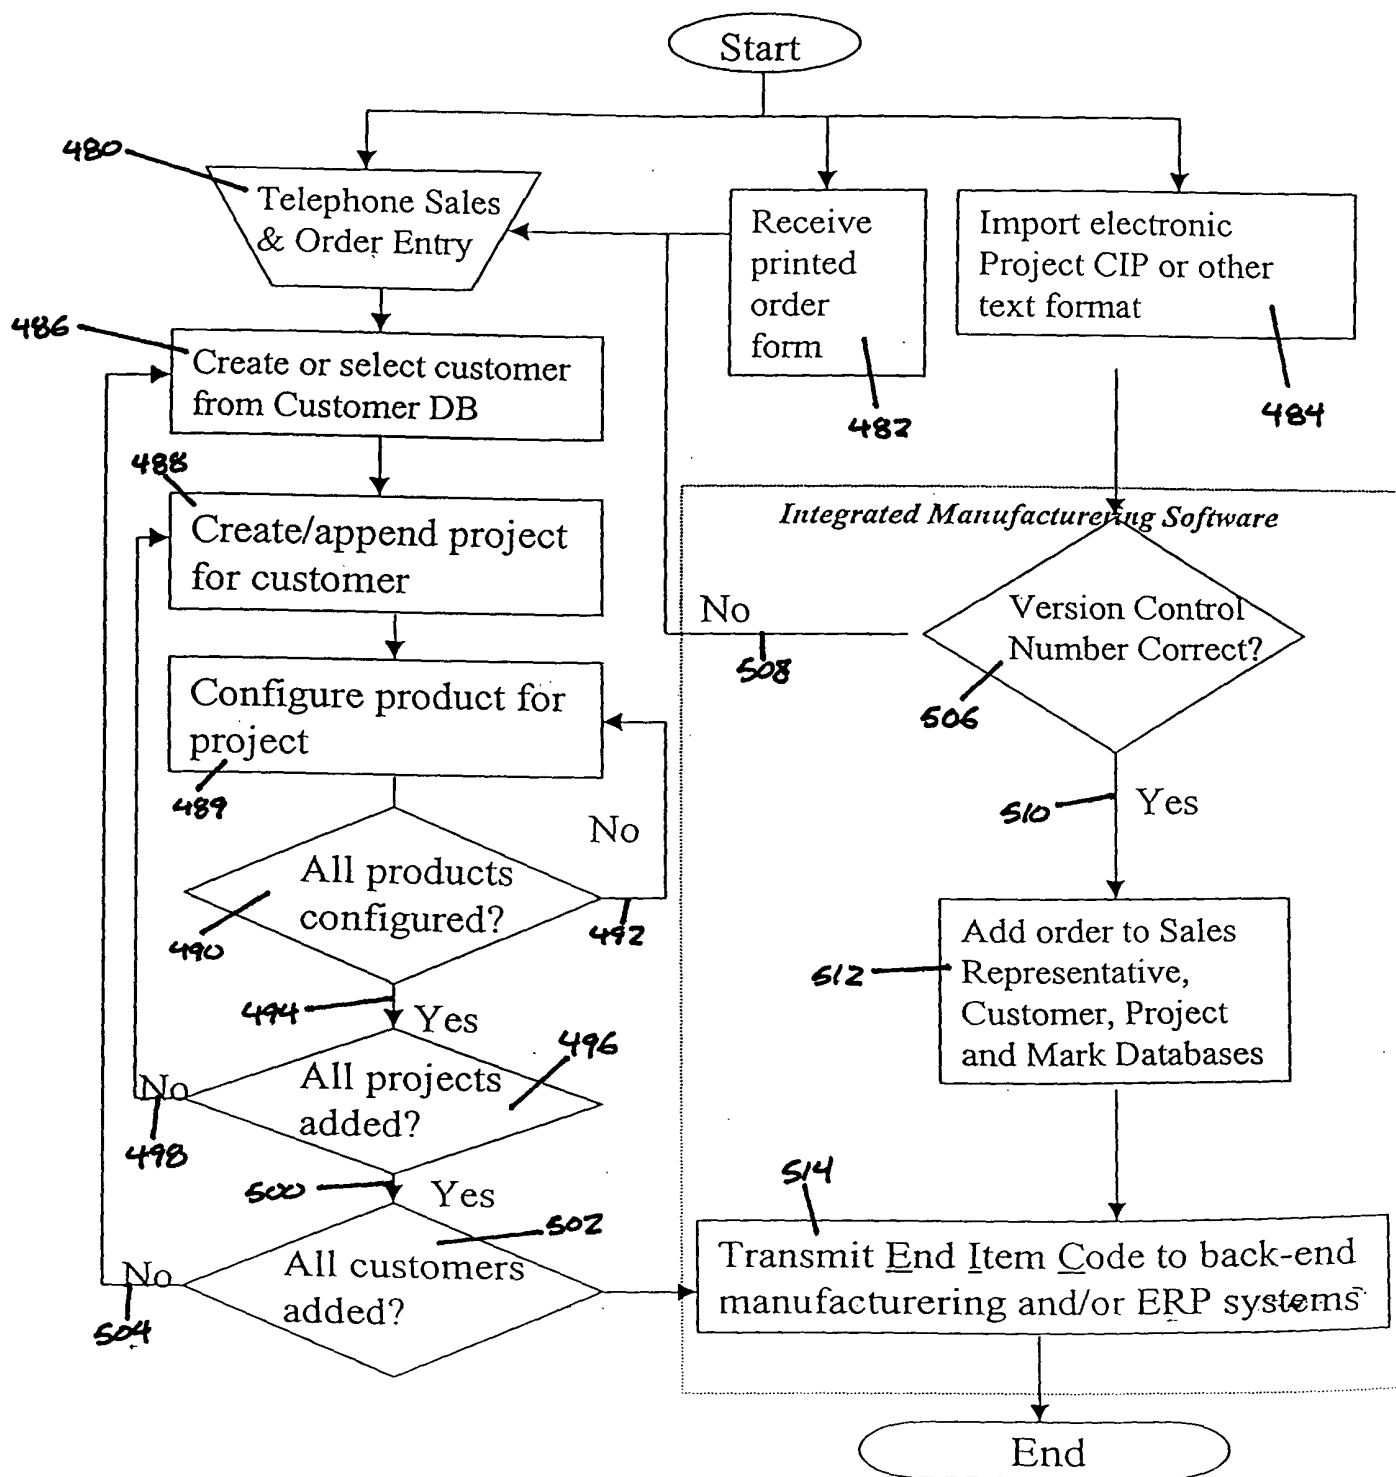 Start
480
Telephone Sales
& Order Entry
Receive
printed
order
form
482
Import electronic
Project CIP or other
text format
484
486
Create or select customer
from Customer DB
488
Create/append project
for customer
Configure product for
project
489
All products
configured?
490
No
492
494
Yes
496
All projects
added?
No
498
500
Yes
502
All customers
added?
No
504
Integrated Manufacturering Software
Version Control
Number Correct?
506
No
508
510
Yes
512
Add order to Sales
Representative,
Customer, Project
and Mark Databases
514
Transmit End Item Code to back-end
manufacturering and/or ERP systems
End